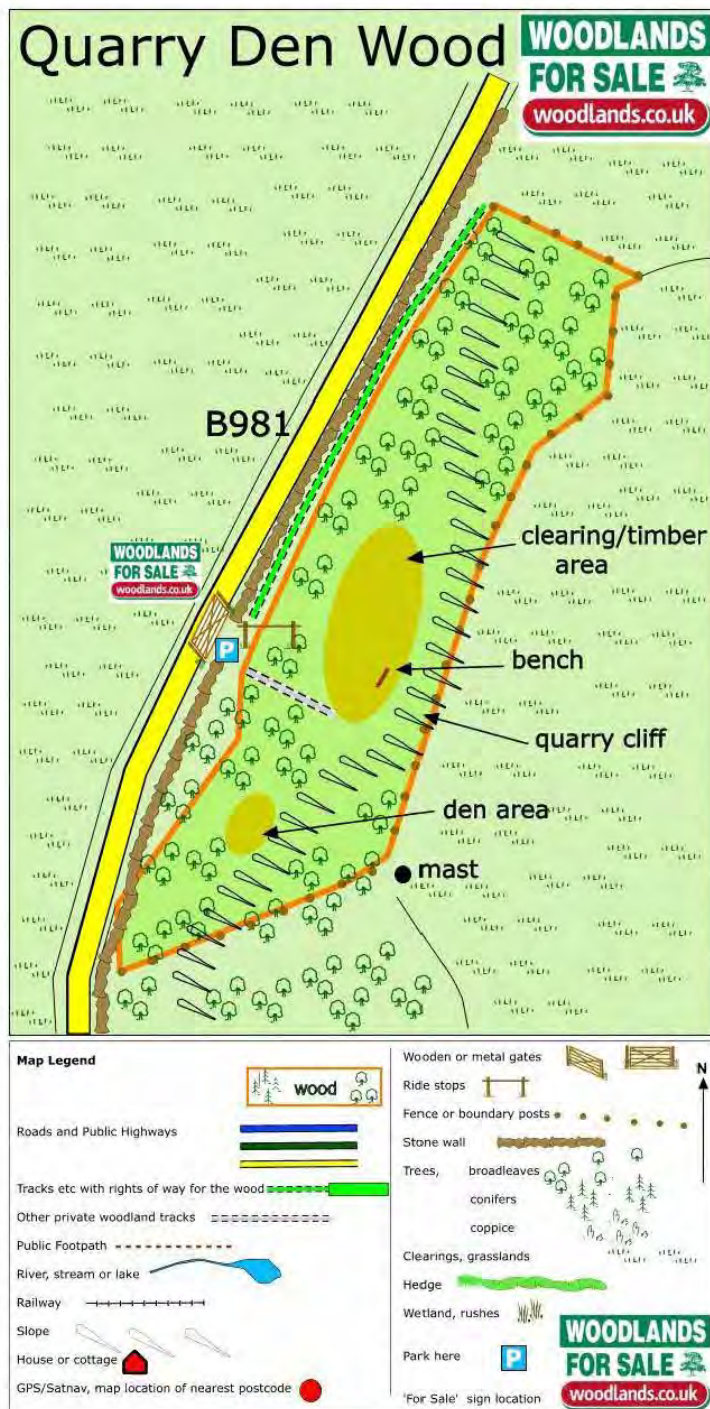 Quarry Den Wood
WOODLANDS
FOR SALE
woodlands.co.uk
B981
clearing/timber
area
WOODLANDS
FOR SALE
woodlands.co.uk
P
bench
quarry cliff
den area
mast
Map Legend
wood
Roads and Public Highways
Tracks etc with rights of way for the wood
Other private woodland tracks
Public Footpath
River, stream or lake
Railway
Slope
House or cottage
GPS/Satnav, map location of nearest postcode
Wooden or metal gates
N
Ride stops
Fence or boundary posts
Stone wall
Trees, broadleaves
conifers
coppice
Clearings, grasslands
Hedge
Wetland, rushes
Park here P
'For Sale' sign location
WOODLANDS
FOR SALE
woodlands.co.uk